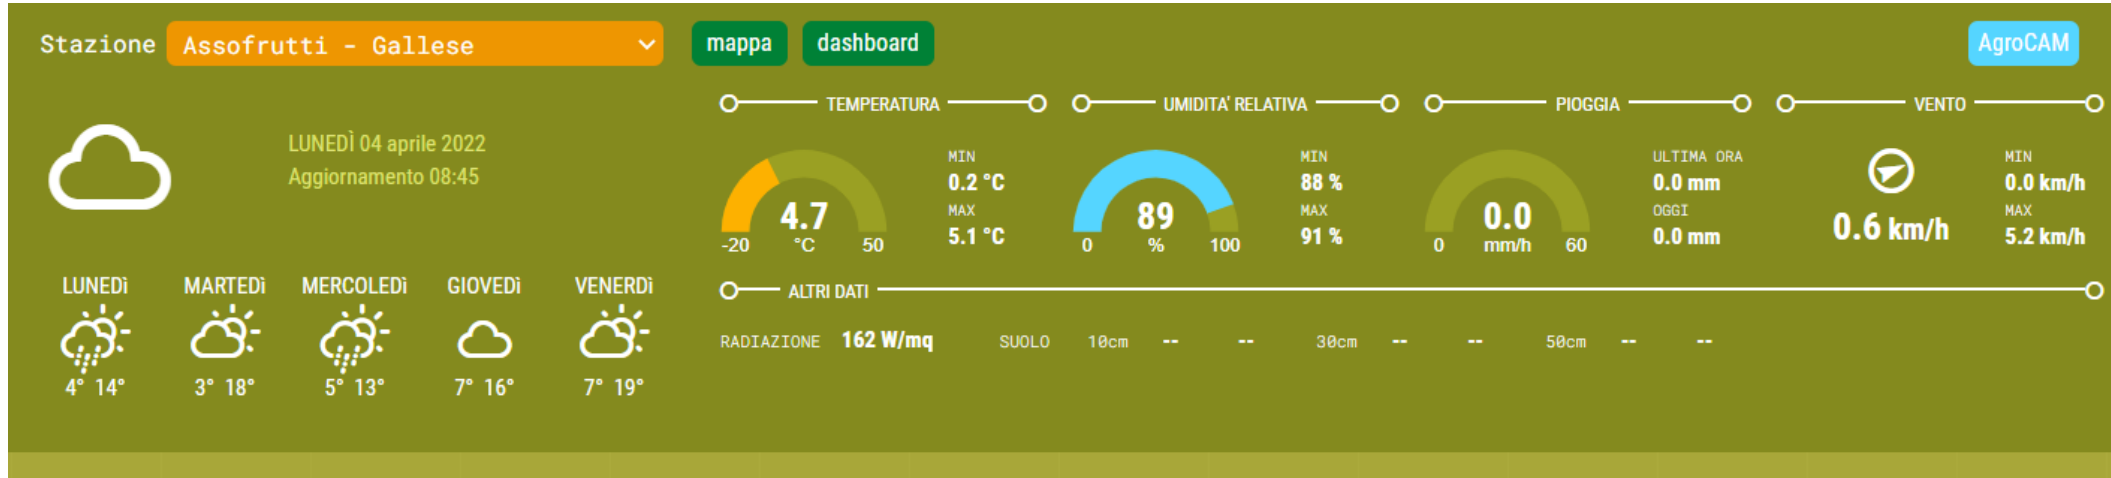 Stazione Assofrutti - Gallese mappa dashboard AgroCAM
LUNEDÌ 04 aprile 2022
Aggiornamento 08:45
LUNEDì MARTEDì MERCOLEDì GIOVEDì VENERDì
4° 14° 3° 18° 5° 13° 7° 16° 7° 19°
TEMPERATURA
4.7
°C
-20 50
MIN
0.2 °C
MAX
5.1 °C
UMIDITA' RELATIVA
89
%
0 100
MIN
88 %
MAX
91 %
PIOGGIA
0.0
mm/h
0 60
ULTIMA ORA
0.0 mm
OGGI
0.0 mm
VENTO
0.6 km/h
MIN
0.0 km/h
MAX
5.2 km/h
ALTRI DATI
RADIAZIONE 162 W/mq SUOLO 10cm -- -- 30cm -- -- 50cm -- --